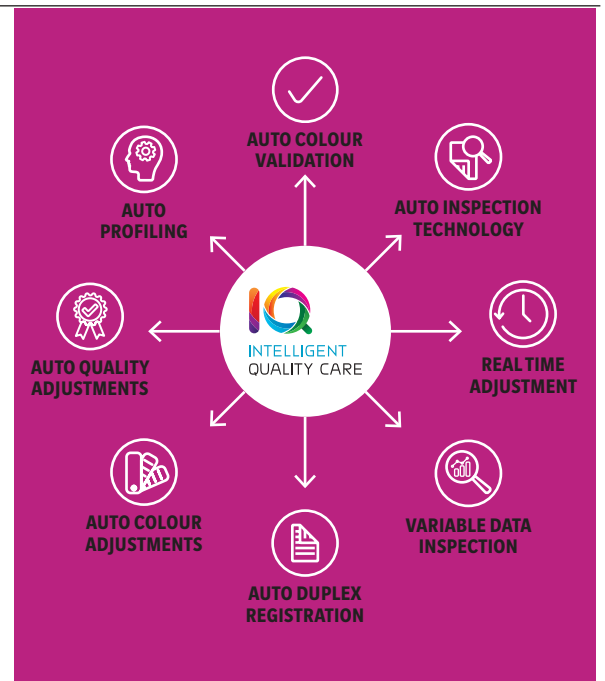 AUTO COLOUR
VALIDATION
AUTO
PROFILING
AUTO INSPECTION
TECHNOLOGY
IQ
INTELLIGENT
QUALITY CARE
AUTO QUALITY
ADJUSTMENTS
REAL TIME
ADJUSTMENT
AUTO COLOUR
ADJUSTMENTS
VARIABLE DATA
INSPECTION
AUTO DUPLEX
REGISTRATION